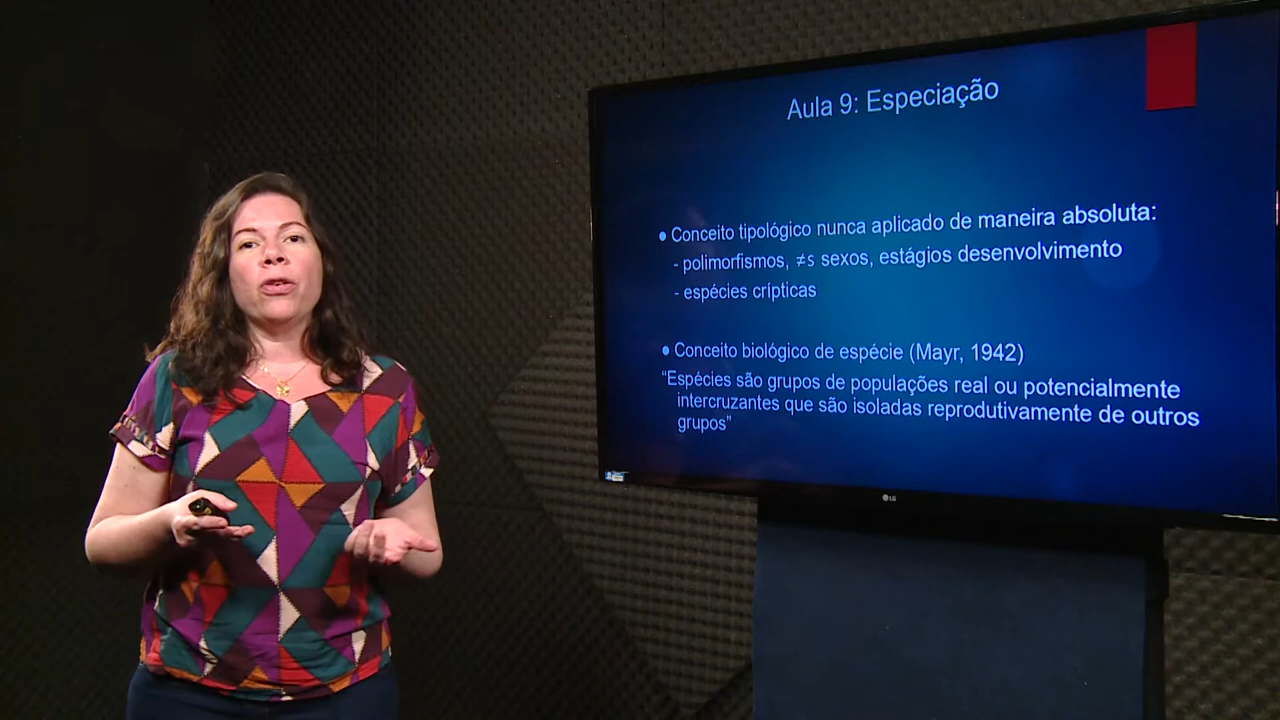 Aula 9: Especiação
● Conceito tipológico nunca aplicado de maneira absoluta:
- polimorfismos, ≠s sexos, estágios desenvolvimento
- espécies crípticas
● Conceito biológico de espécie (Mayr, 1942)
“Espécies são grupos de populações real ou potencialmente
intercruzantes que são isoladas reprodutivamente de outros
grupos”
LG